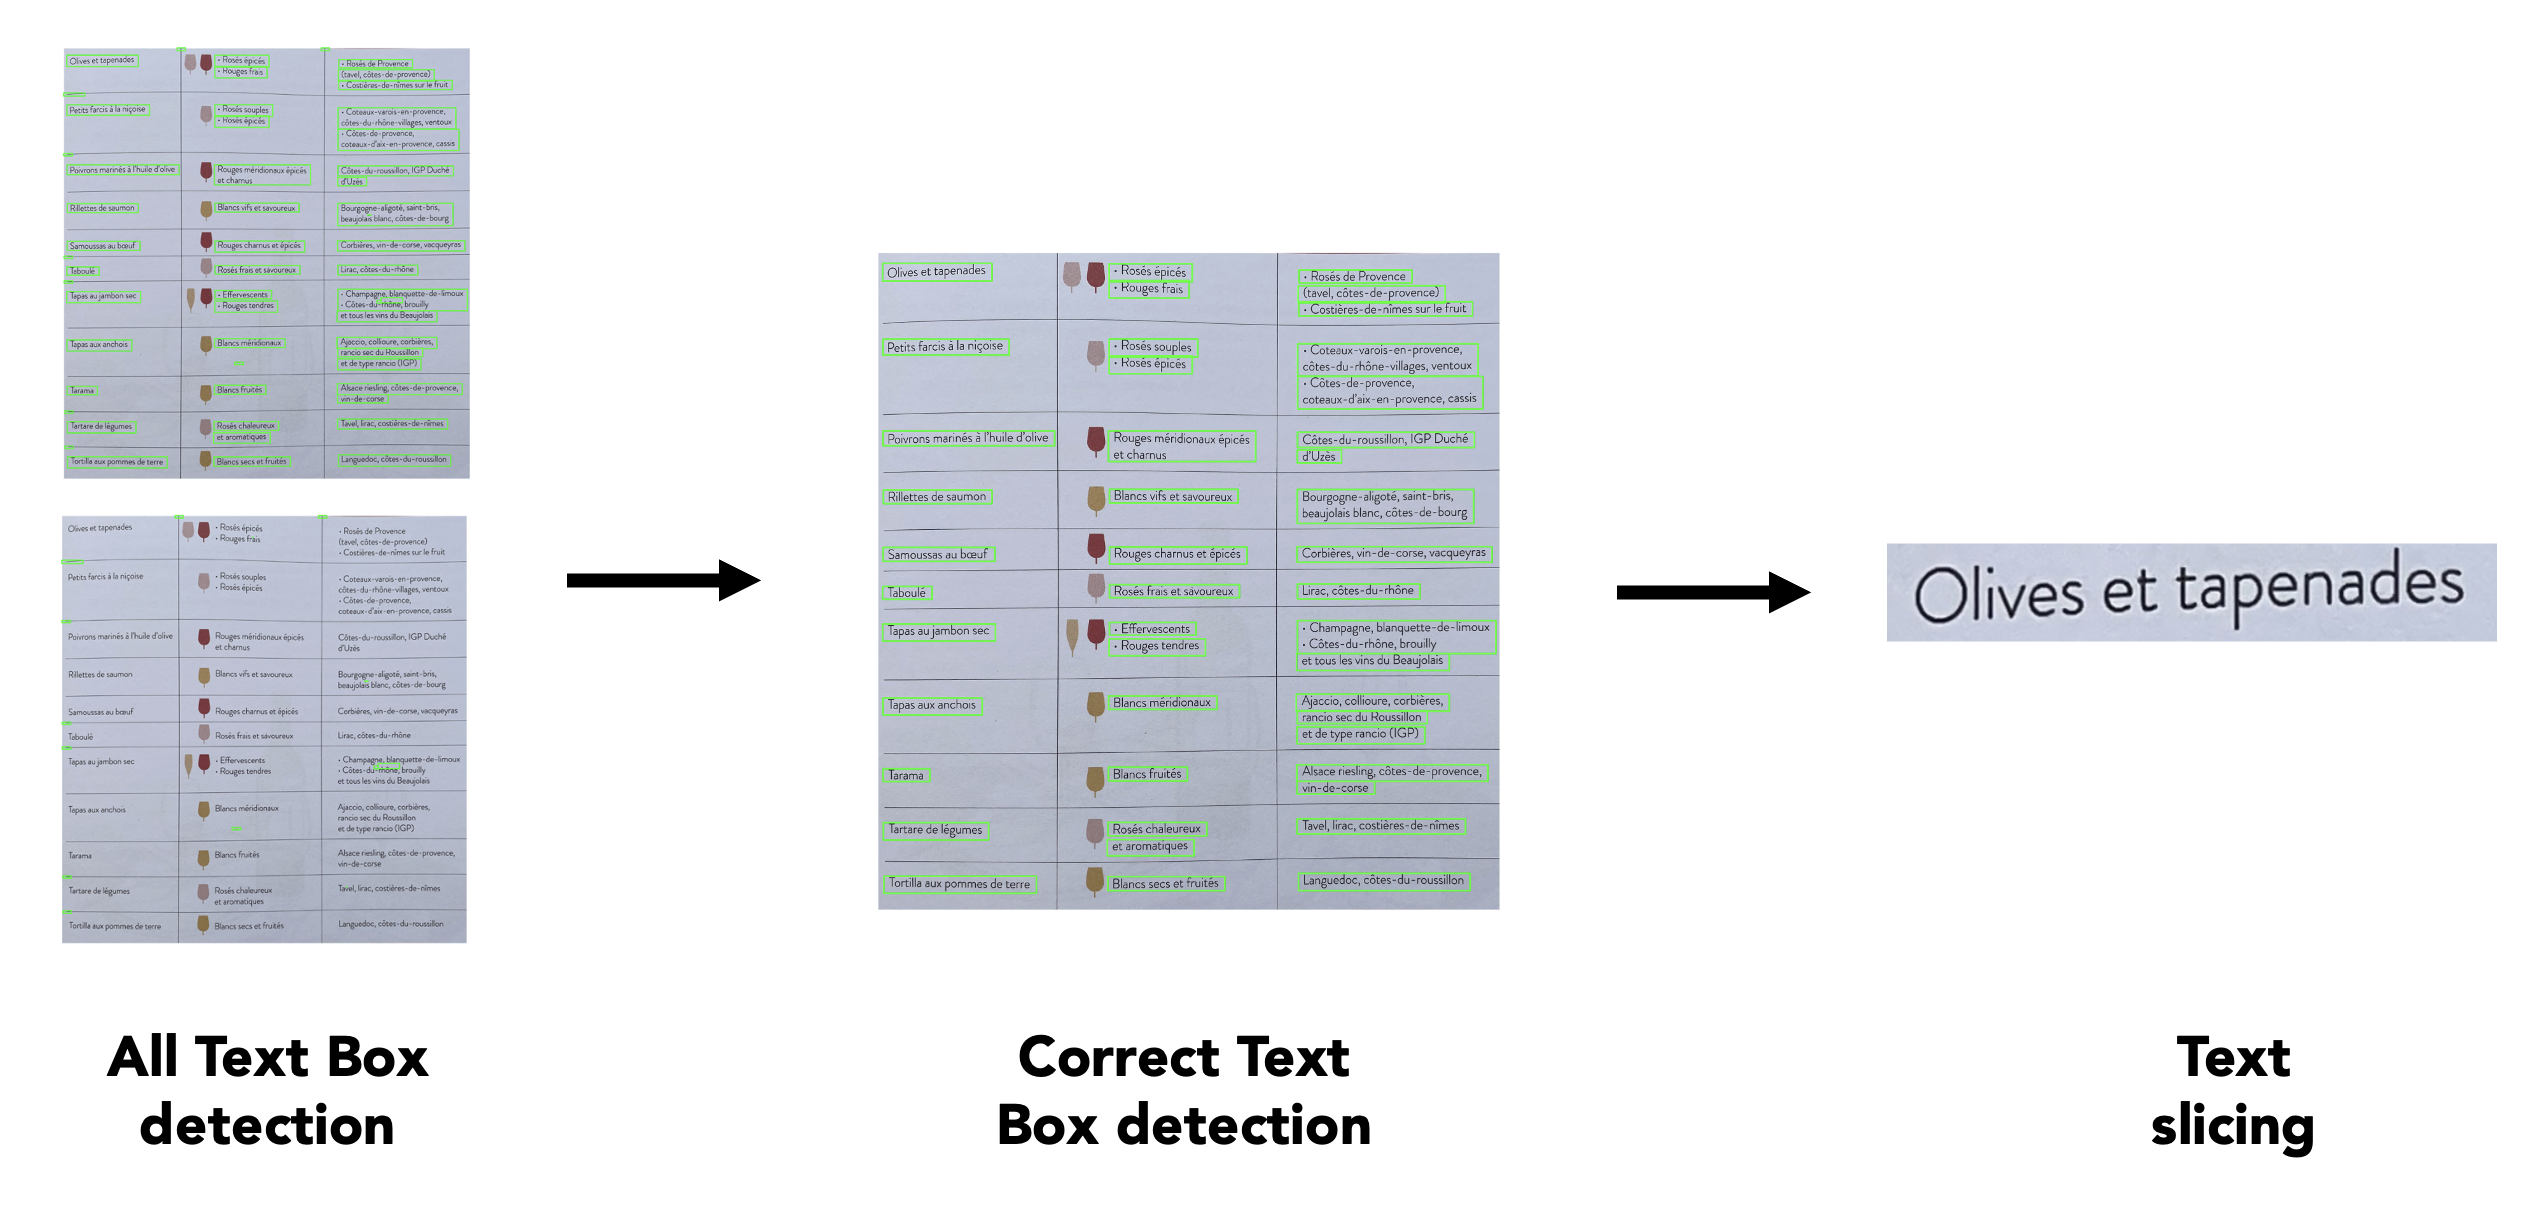 Olives et tapenades
• Rosés épicés
• Rouges frais
• Rosés de Provence
(tavel, côtes-de-provence)
• Costières-de-nîmes sur le fruit
Petits farcis à la niçoise
• Rosés souples
• Rosés épicés
• Coteaux-varois-en-provence,
côtes-du-rhône-villages, ventoux
• Côtes-de-provence,
coteaux-d'aix-en-provence, cassis
Poivrons marinés à l'huile d'olive
Rouges méridionaux épicés
et charnus
Côtes-du-roussillon, IGP Duché
d'Uzès
Rillettes de saumon
Blancs vifs et savoureux
Bourgogne-aligoté, saint-bris,
beaujolais blanc, côtes-de-bourg
Samoussas au bœuf
Rouges charnus et épicés
Corbières, vin-de-corse, vacqueyras
Taboulé
Rosés frais et savoureux
Lirac, côtes-du-rhône
Tapas au jambon sec
• Effervescents
• Rouges tendres
• Champagne, blanquette-de-limoux
• Côtes-du-rhône, brouilly
et tous les vins du Beaujolais
Tapas aux anchois
Blancs méridionaux
Ajaccio, collioure, corbières,
rancio sec du Roussillon
et de type rancio (IGP)
Tarama
Blancs fruités
Alsace riesling, côtes-de-provence,
vin-de-corse
Tartare de légumes
Rosés chaleureux
et aromatiques
Tavel, lirac, costières-de-nîmes
Tortilla aux pommes de terre
Blancs secs et fruités
Languedoc, côtes-du-roussillon
Olives et tapenades
• Rosés épicés
• Rouges frais
• Rosés de Provence
(tavel, côtes-de-provence)
• Costières-de-nîmes sur le fruit
Petits farcis à la niçoise
• Rosés souples
• Rosés épicés
• Coteaux-varois-en-provence,
côtes-du-rhône-villages, ventoux
• Côtes-de-provence,
coteaux-d'aix-en-provence, cassis
Poivrons marinés à l'huile d'olive
Rouges méridionaux épicés
et charnus
Côtes-du-roussillon, IGP Duché
d'Uzès
Rillettes de saumon
Blancs vifs et savoureux
Bourgogne-aligoté, saint-bris,
beaujolais blanc, côtes-de-bourg
Samoussas au bœuf
Rouges charnus et épicés
Corbières, vin-de-corse, vacqueyras
Taboulé
Rosés frais et savoureux
Lirac, côtes-du-rhône
Tapas au jambon sec
• Effervescents
• Rouges tendres
• Champagne, blanquette-de-limoux
• Côtes-du-rhône, brouilly
et tous les vins du Beaujolais
Tapas aux anchois
Blancs méridionaux
Ajaccio, collioure, corbières,
rancio sec du Roussillon
et de type rancio (IGP)
Tarama
Blancs fruités
Alsace riesling, côtes-de-provence,
vin-de-corse
Tartare de légumes
Rosés chaleureux
et aromatiques
Tavel, lirac, costières-de-nîmes
Tortilla aux pommes de terre
Blancs secs et fruités
Languedoc, côtes-du-roussillon
All Text Box
detection
Olives et tapenades
• Rosés épicés
• Rouges frais
• Rosés de Provence
(tavel, côtes-de-provence)
• Costières-de-nîmes sur le fruit
Petits farcis à la niçoise
• Rosés souples
• Rosés épicés
• Coteaux-varois-en-provence,
côtes-du-rhône-villages, ventoux
• Côtes-de-provence,
coteaux-d'aix-en-provence, cassis
Poivrons marinés à l'huile d'olive
Rouges méridionaux épicés
et charnus
Côtes-du-roussillon, IGP Duché
d'Uzès
Rillettes de saumon
Blancs vifs et savoureux
Bourgogne-aligoté, saint-bris,
beaujolais blanc, côtes-de-bourg
Samoussas au bœuf
Rouges charnus et épicés
Corbières, vin-de-corse, vacqueyras
Taboulé
Rosés frais et savoureux
Lirac, côtes-du-rhône
Tapas au jambon sec
• Effervescents
• Rouges tendres
• Champagne, blanquette-de-limoux
• Côtes-du-rhône, brouilly
et tous les vins du Beaujolais
Tapas aux anchois
Blancs méridionaux
Ajaccio, collioure, corbières,
rancio sec du Roussillon
et de type rancio (IGP)
Tarama
Blancs fruités
Alsace riesling, côtes-de-provence,
vin-de-corse
Tartare de légumes
Rosés chaleureux
et aromatiques
Tavel, lirac, costières-de-nîmes
Tortilla aux pommes de terre
Blancs secs et fruités
Languedoc, côtes-du-roussillon
Correct Text
Box detection
Olives et tapenades
Text
slicing